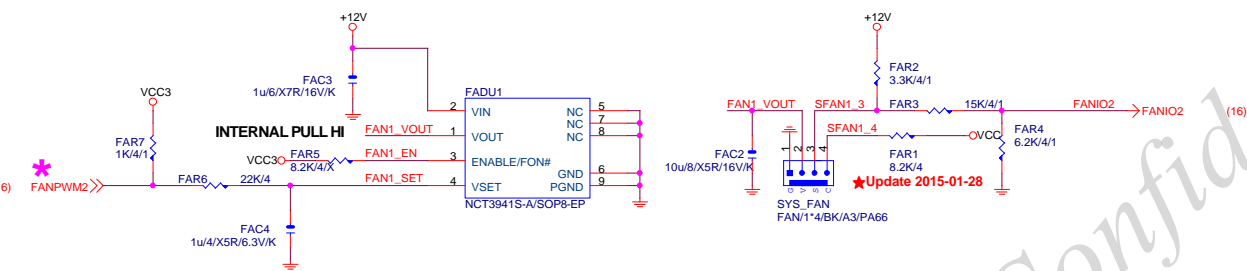 +12V
FAC3
1u/6/X7R/16V/K
VCC3
FAR7
1K/4/1
INTERNAL PULL HI
FAN1_VOUT
VCC3
FAR5
8.2K/4/X
FAN1_EN
*
6)
FANPWM2
FAR6
22K/4
FAN1_SET
FAC4
1u/4/X5R/6.3V/K
FADU1
2
VIN
1
VOUT
3
ENABLE/FON#
4
VSET
NC
5
NC
7
NC
8
GND
6
PGND
9
NCT3941S-A/SOP8-EP
+12V
FAR2
3.3K/4/1
FAN1_VOUT
SFAN1_3
FAR3
15K/4/1
FANIO2
FANIO2
(16)
SFAN1_4
VCC
FAR4
6.2K/4/1
FAC2
10u/8/X5R/16V/K
FAR1
8.2K/4
★Update 2015-01-28
1
2
3
4
G
V
S
C
SYS_FAN
FAN/1*4/BK/A3/PA66
Confid